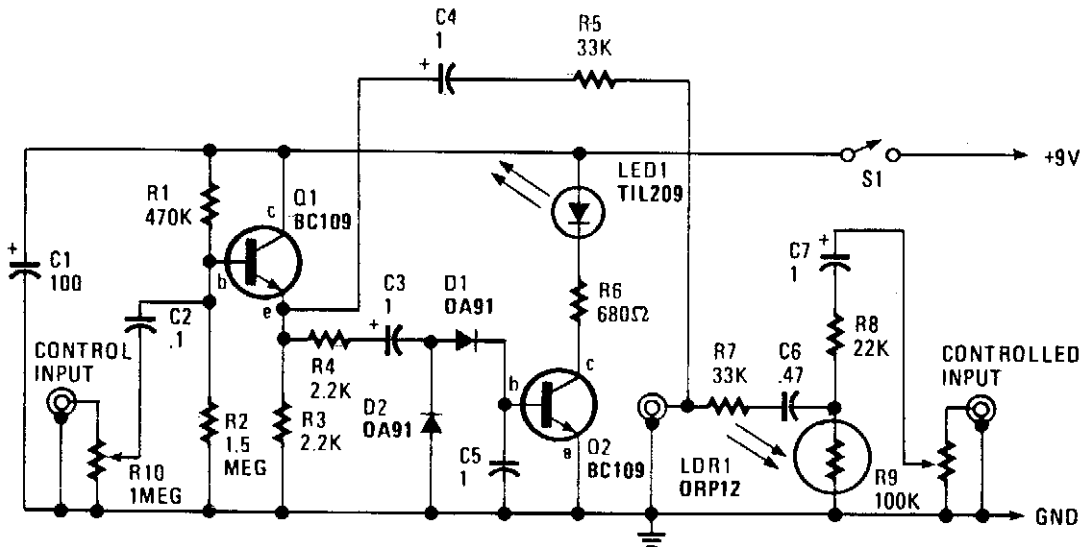 C4
1
+
R5
33K
+9V
S1
LED1
TIL209
R1
470K
Q1
BC109
c
b
e
+
C1
100
C2
.1
CONTROL
INPUT
R10
1MEG
R2
1.5
MEG
R3
2.2K
R4
2.2K
C3
1
+
D1
OA91
D2
OA91
C5
1
b
c
e
Q2
BC109
R6
680Ω
R7
33K
C6
.47
LDR1
ORP12
C7
1
+
R8
22K
R9
100K
CONTROLLED
INPUT
GND